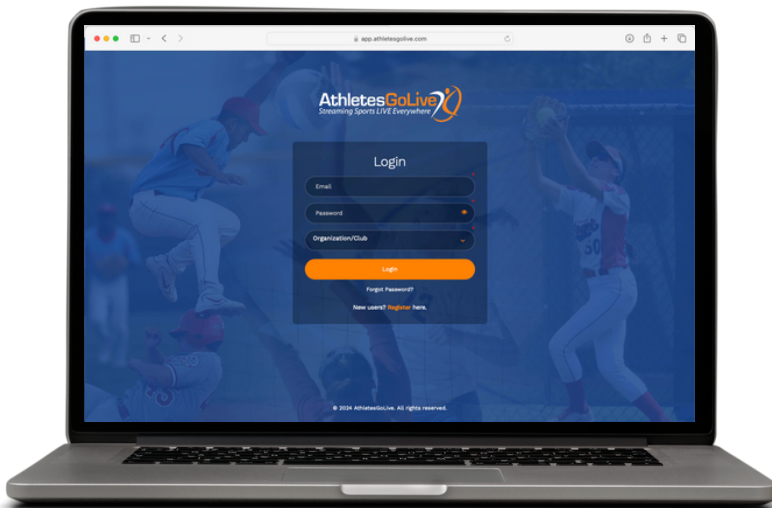 app.athletesgolive.com
AthletesGoLive
Streaming Sports LIVE Everywhere
Login
Email
Password
Organization/Club
Login
Forgot Password?
New users? Register here.
50
© 2024 AthletesGoLive. All rights reserved.